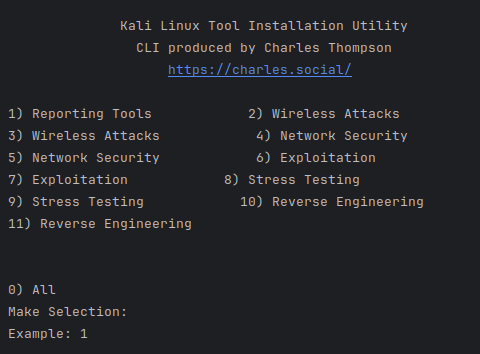 Kali Linux Tool Installation Utility
CLI produced by Charles Thompson
https://charles.social/
1) Reporting Tools 2) Wireless Attacks
3) Wireless Attacks 4) Network Security
5) Network Security 6) Exploitation
7) Exploitation 8) Stress Testing
9) Stress Testing 10) Reverse Engineering
11) Reverse Engineering
0) All
Make Selection:
Example: 1